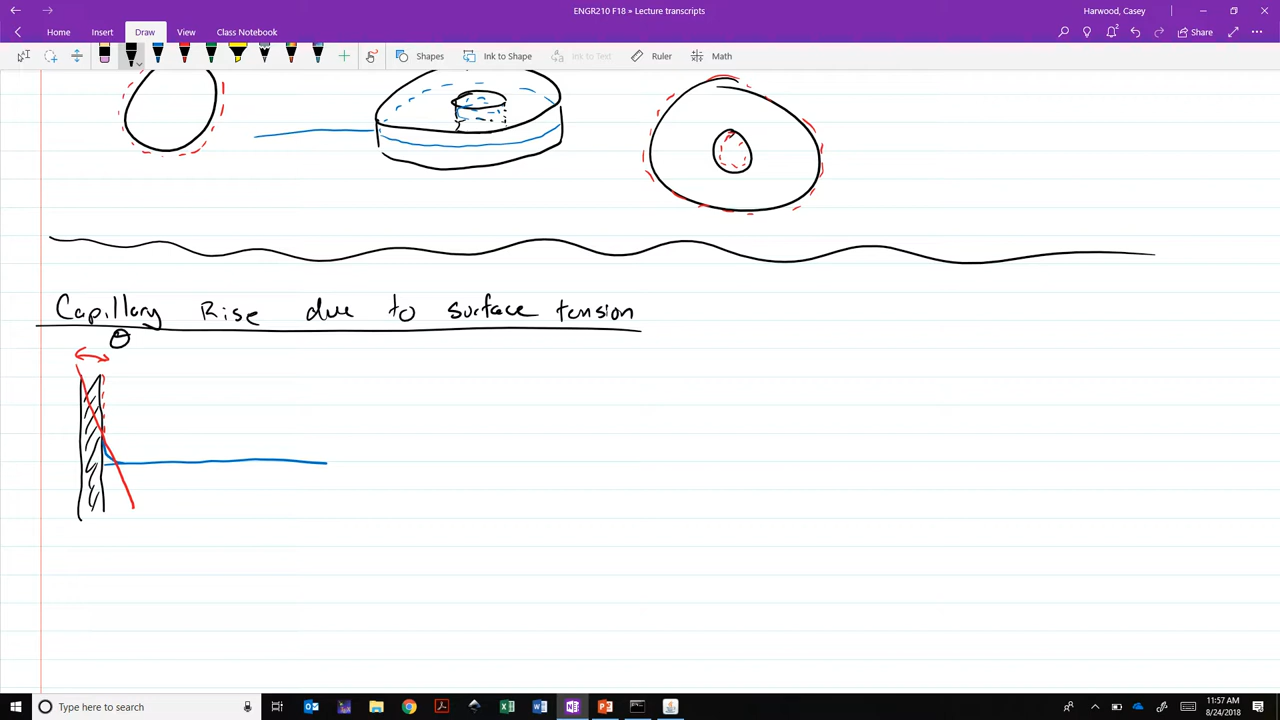 ENGR210 F18 » Lecture transcripts
Harwood, Casey
Home Insert Draw View Class Notebook
Share
Shapes Ink to Shape Ink to Text Ruler Math
Capillary Rise due to surface tension
θ
Type here to search
11:57 AM
8/24/2018